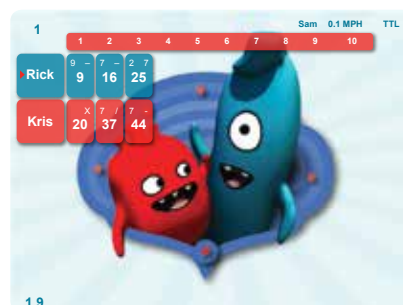 1 Sam 0.1 MPH TTL
1 2 3 4 5 6 7 8 9 10
9 – 7 – 2 7
Rick 9 16 25
X 7 / 7 -
Kris 20 37 44
1 9